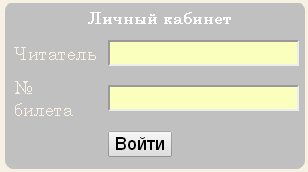 Личный кабинет
Читатель
№
билета
Войти